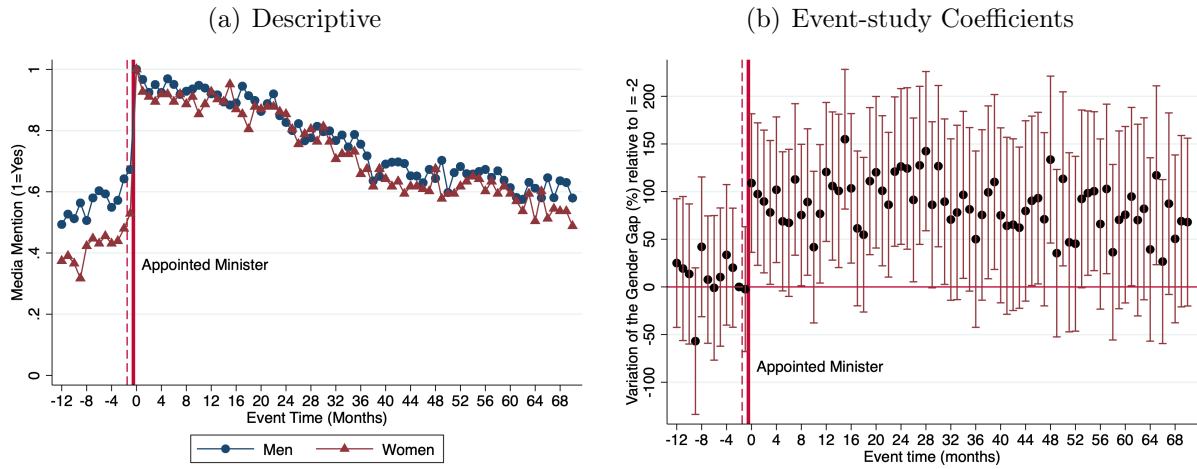 (a) Descriptive
Media Mention (1=Yes)
1
.8
.6
.4
.2
0
Appointed Minister
-12 -8 -4 0 4 8 12 16 20 24 28 32 36 40 44 48 52 56 60 64 68
Event Time (Months)
Men Women
(b) Event-study Coefficients
Variation of the Gender Gap (%) relative to I = -2
200
150
100
50
0
-50
-100
Appointed Minister
-12 -8 -4 0 4 8 12 16 20 24 28 32 36 40 44 48 52 56 60 64 68
Event time (months)